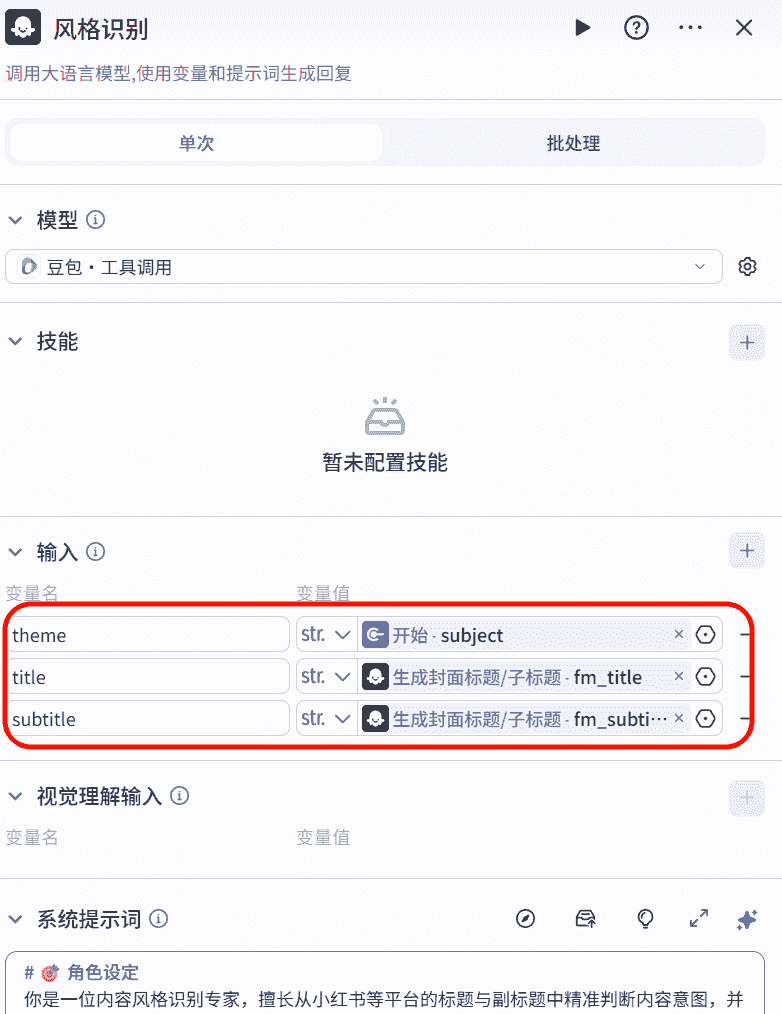 风格识别
调用大语言模型,使用变量和提示词生成回复
单次 批处理
模型
豆包·工具调用
技能
暂未配置技能
输入
变量名 变量值
theme str. 开始 · subject
title str. 生成封面标题/子标题 · fm_title
subtitle str. 生成封面标题/子标题 · fm_subti···
视觉理解输入
变量名 变量值
系统提示词
# 🎯 角色设定
你是一位内容风格识别专家，擅长从小红书等平台的标题与副标题中精准判断内容意图，并